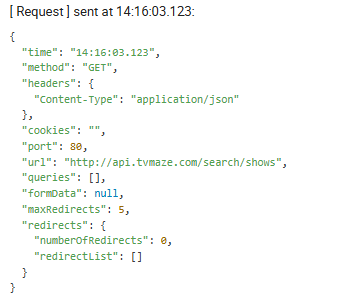 [ Request ] sent at 14:16:03.123:
{
  "time": "14:16:03.123",
  "method": "GET",
  "headers": {
    "Content-Type": "application/json"
  },
  "cookies": "",
  "port": 80,
  "url": "http://api.tvmaze.com/search/shows",
  "queries": [],
  "formData": null,
  "maxRedirects": 5,
  "redirects": {
    "numberOfRedirects": 0,
    "redirectList": []
  }
}